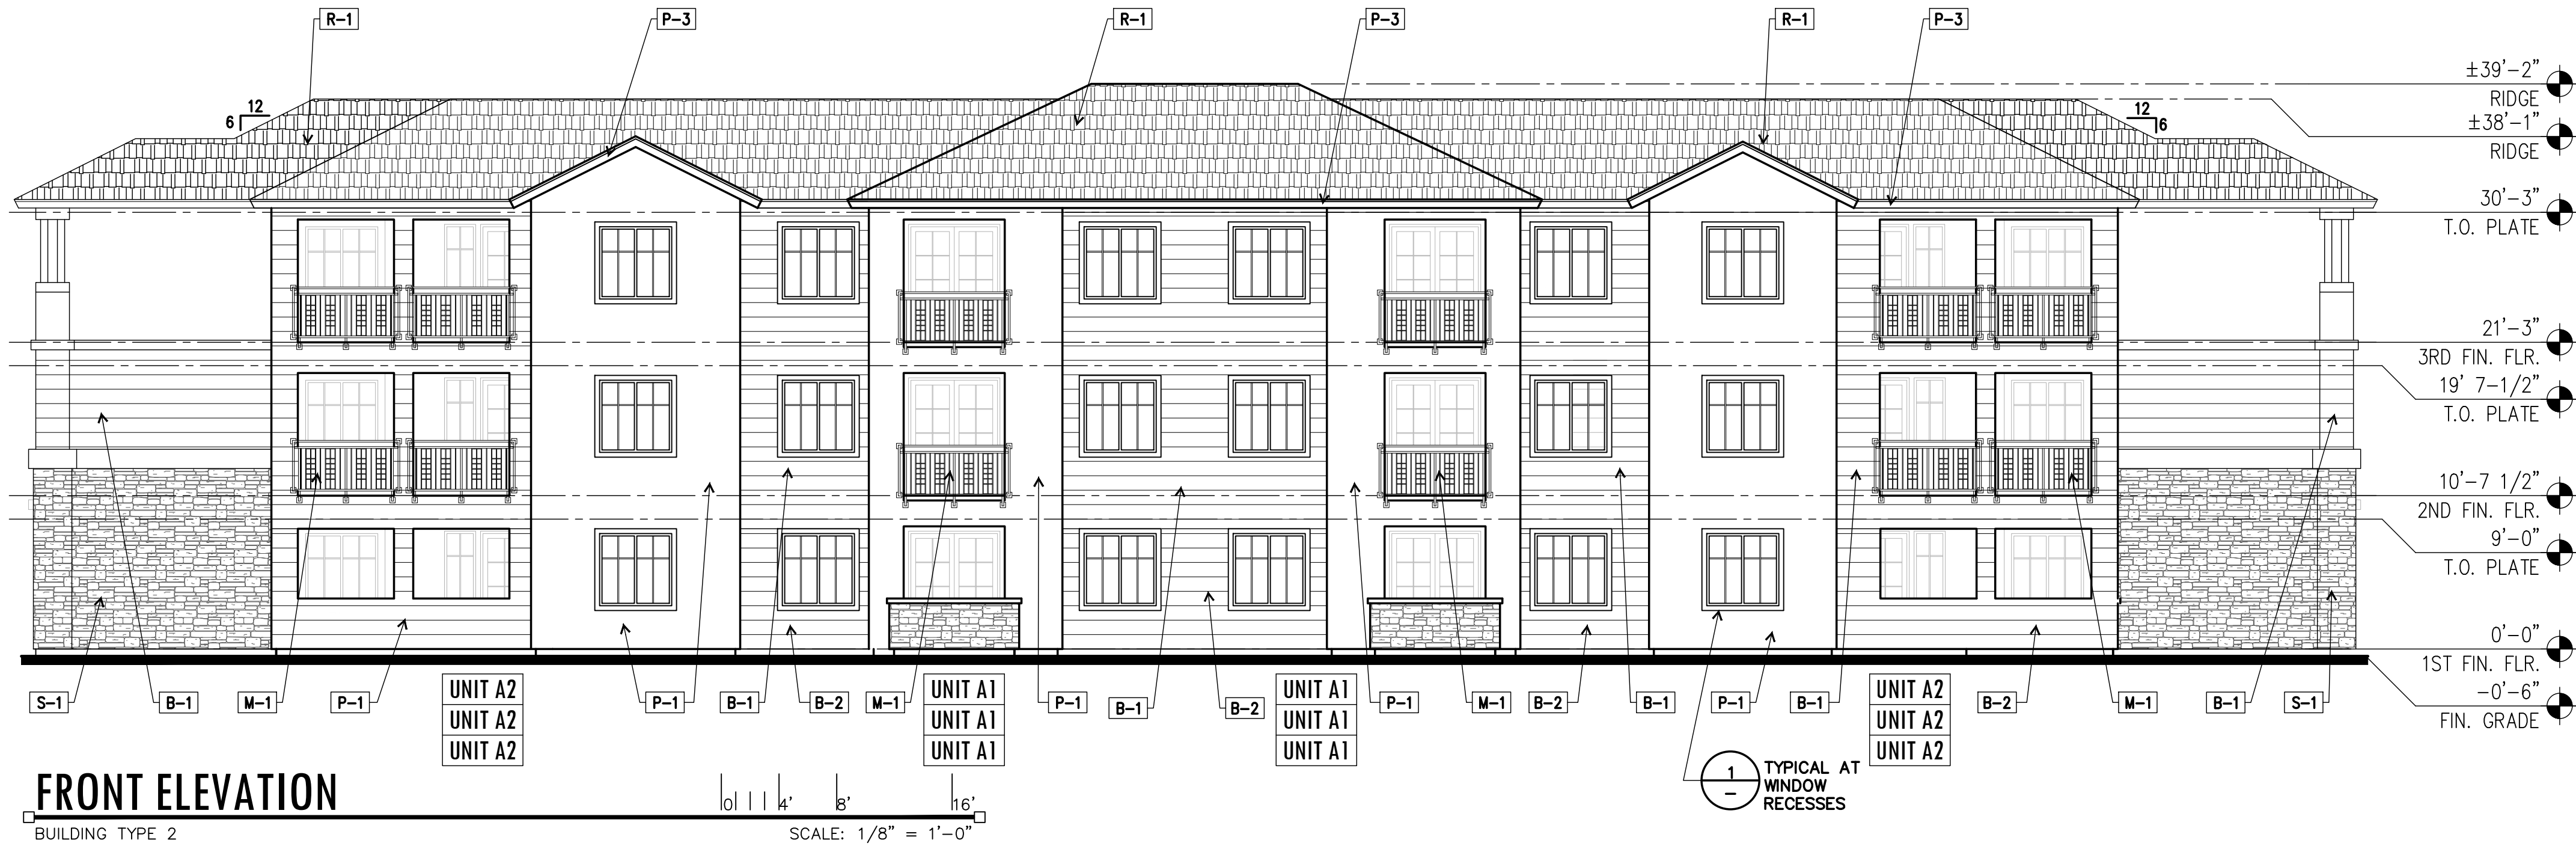 R-1
P-3
R-1
P-3
R-1
P-3
±39'-2"
RIDGE
12
6
12
6
±38'-1"
RIDGE
30'-3"
T.O. PLATE
21'-3"
3RD FIN. FLR.
19' 7-1/2"
T.O. PLATE
10'-7 1/2"
2ND FIN. FLR.
9'-0"
T.O. PLATE
0'-0"
1ST FIN. FLR.
-0'-6"
FIN. GRADE
S-1
B-1
M-1
P-1
UNIT A2
UNIT A2
UNIT A2
P-1
B-1
B-2
M-1
UNIT A1
UNIT A1
UNIT A1
P-1
B-1
B-2
UNIT A1
UNIT A1
UNIT A1
P-1
M-1
B-2
B-1
P-1
B-1
UNIT A2
UNIT A2
UNIT A2
B-2
M-1
B-1
S-1
1
–
TYPICAL AT
WINDOW
RECESSES
FRONT ELEVATION
0
4'
8'
16'
BUILDING TYPE 2
SCALE: 1/8" = 1'-0"